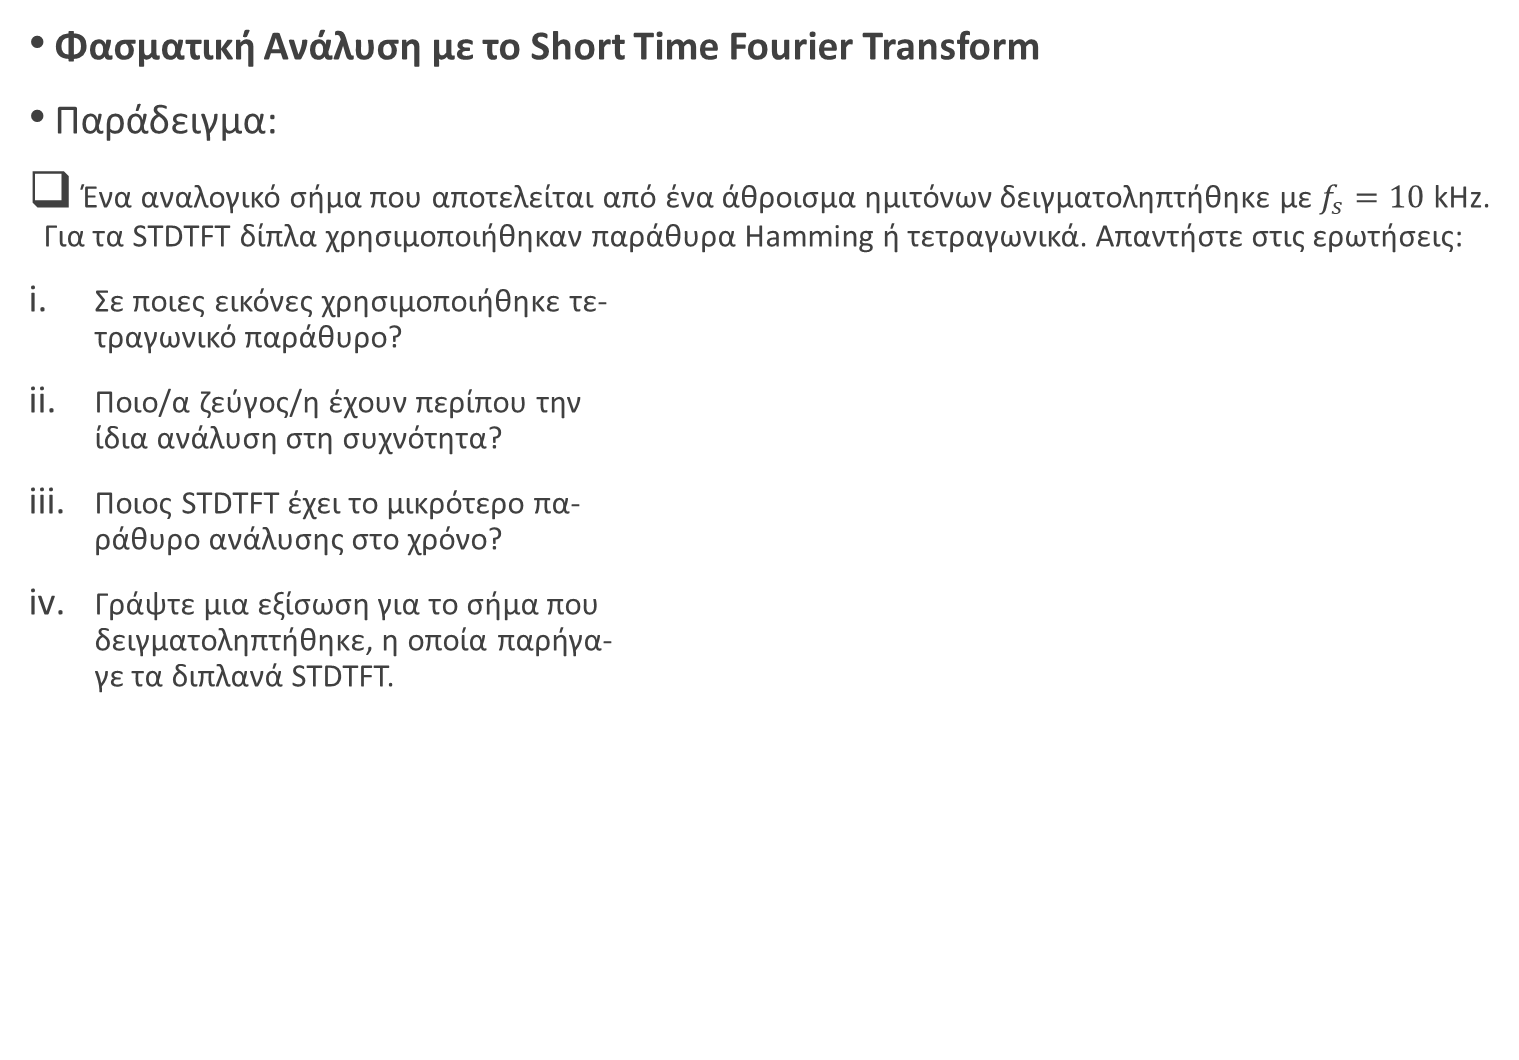 • Φασματική Ανάλυση με το Short Time Fourier Transform
• Παράδειγμα:
❑ Ένα αναλογικό σήμα που αποτελείται από ένα άθροισμα ημιτόνων δειγματοληπτήθηκε με f_s = 10 kHz.
Για τα STDTFT δίπλα χρησιμοποιήθηκαν παράθυρα Hamming ή τετραγωνικά. Απαντήστε στις ερωτήσεις:
i. Σε ποιες εικόνες χρησιμοποιήθηκε τε-
τραγωνικό παράθυρο?
ii. Ποιο/α ζεύγος/η έχουν περίπου την
ίδια ανάλυση στη συχνότητα?
iii. Ποιος STDTFT έχει το μικρότερο πα-
ράθυρο ανάλυσης στο χρόνο?
iv. Γράψτε μια εξίσωση για το σήμα που
δειγματοληπτήθηκε, η οποία παρήγα-
γε τα διπλανά STDTFT.